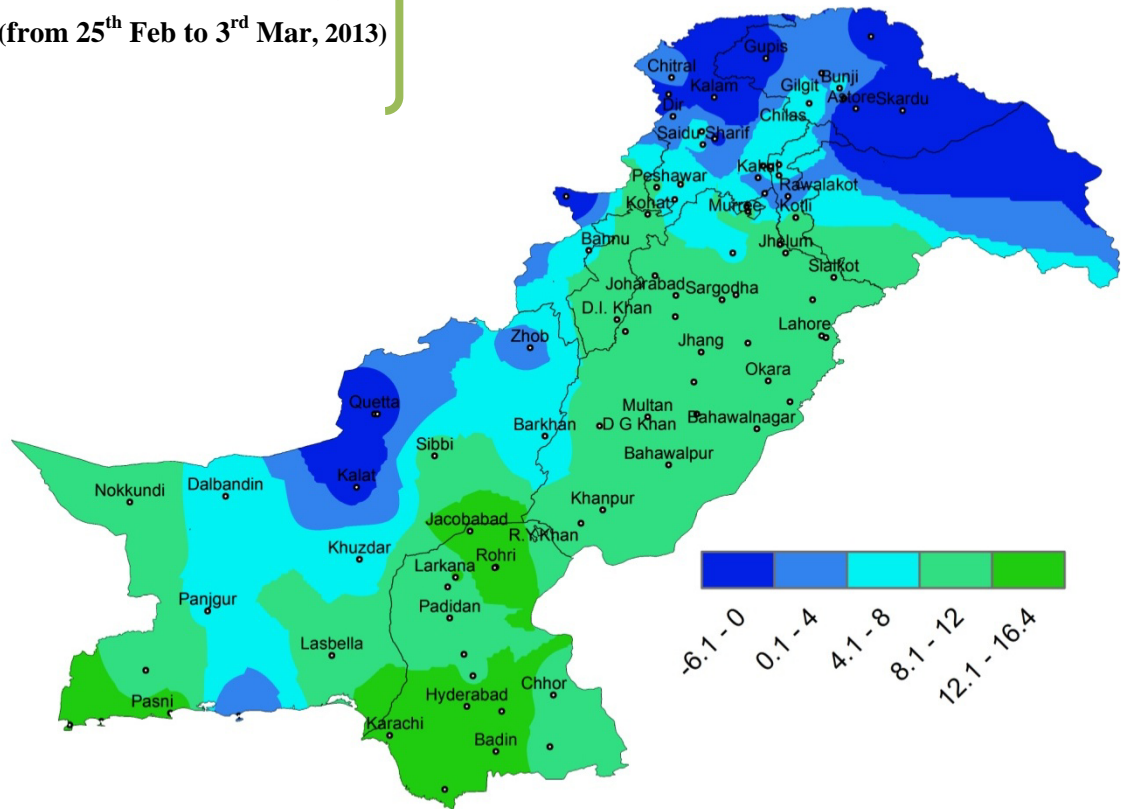 (from 25th Feb to 3rd Mar, 2013)
Gupis
Chitral
Bunji
Gilgit
Kalam
Astore
Skardu
Dir
Chilas
Saidu Sharif
Peshawar
Rawalakot
Kohat
Murree
Kotli
Bannu
Jhelum
Sialkot
Joharabad
Sargodha
D.I. Khan
Lahore
Zhob
Jhang
Okara
Quetta
Multan
Bahawalnagar
Barkhan
D G Khan
Sibbi
Bahawalpur
Kalat
Dalbandin
Nokkundi
Khanpur
Jacobabad
R.Y.Khan
Khuzdar
Rohri
Larkana
Panjgur
Padidan
Lasbella
Chhor
Hyderabad
Pasni
Karachi
Badin
-6.1 - 0
0.1 - 4
4.1 - 8
8.1 - 12
12.1 - 16.4